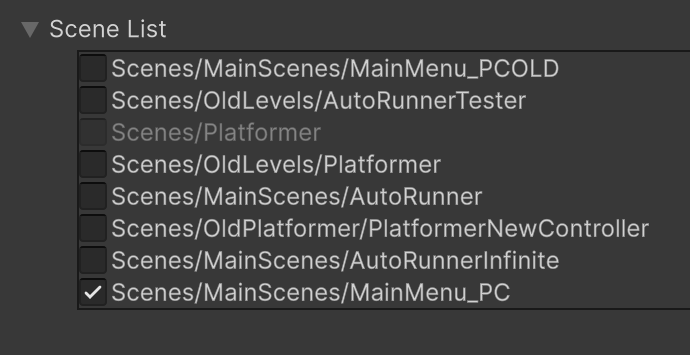 Scene List
Scenes/MainScenes/MainMenu_PCOLD
Scenes/OldLevels/AutoRunnerTester
Scenes/Platformer
Scenes/OldLevels/Platformer
Scenes/MainScenes/AutoRunner
Scenes/OldPlatformer/PlatformerNewController
Scenes/MainScenes/AutoRunnerInfinite
Scenes/MainScenes/MainMenu_PC